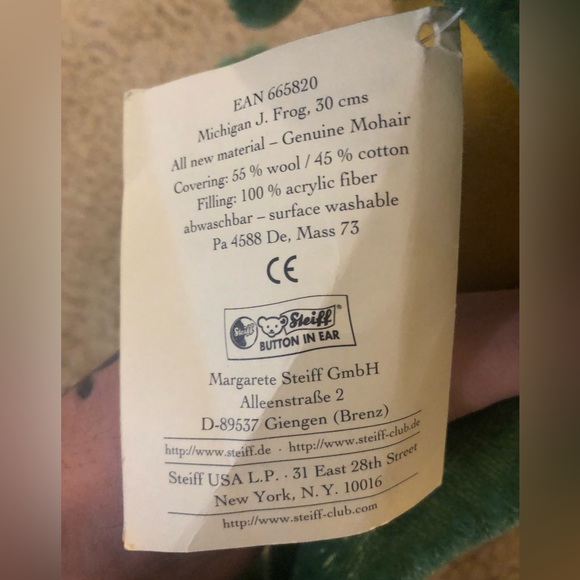 EAN 665820
Michigan J. Frog, 30 cms
All new material – Genuine Mohair
Covering: 55 % wool / 45 % cotton
Filling: 100 % acrylic fiber
abwaschbar – surface washable
Pa 4588 De, Mass 73
CE
Steiff Steiff®
BUTTON IN EAR
Margarete Steiff GmbH
Alleenstraße 2
D-89537 Giengen (Brenz)
http://www.steiff.de · http://www.steiff-club.de
Steiff USA L.P. · 31 East 28th Street
New York, N. Y. 10016
http://www.steiff-club.com